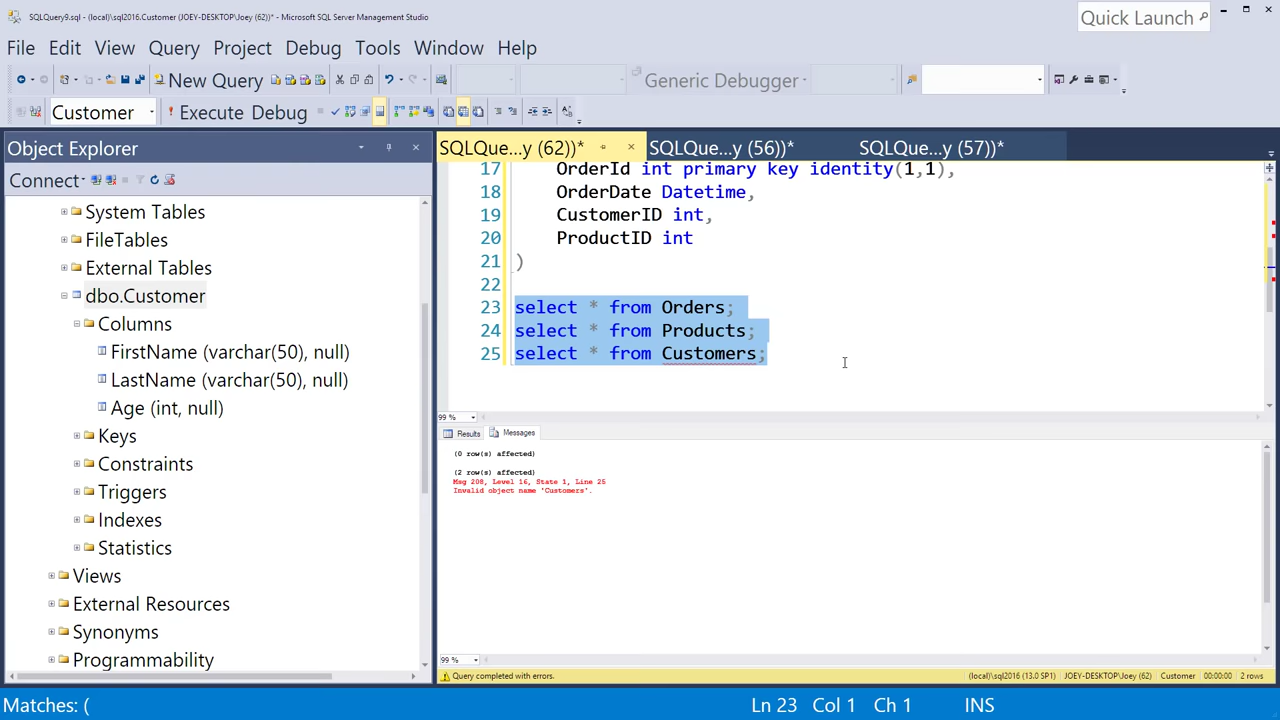 SQLQuery9.sql - (local)\sql2016.Customer (JOEY-DESKTOP\Joey (62))* - Microsoft SQL Server Management Studio
Quick Launch
File Edit View Query Project Debug Tools Window Help
New Query Generic Debugger
Customer Execute Debug
Object Explorer
Connect
System Tables
FileTables
External Tables
dbo.Customer
Columns
FirstName (varchar(50), null)
LastName (varchar(50), null)
Age (int, null)
Keys
Constraints
Triggers
Indexes
Statistics
Views
External Resources
Synonyms
Programmability
SQLQue...y (62))* SQLQue...y (56))* SQLQue...y (57))*
17 OrderId int primary key identity(1,1),
18 OrderDate Datetime,
19 CustomerID int,
20 ProductID int
21 )
22
23 select * from Orders;
24 select * from Products;
25 select * from Customers;
99 %
Results Messages
(0 row(s) affected)
(2 row(s) affected)
Msg 208, Level 16, State 1, Line 25
Invalid object name 'Customers'.
99 %
Query completed with errors. (local)\sql2016 (13.0 SP1) JOEY-DESKTOP\Joey (62) Customer 00:00:00 2 rows
Matches: ( Ln 23 Col 1 Ch 1 INS